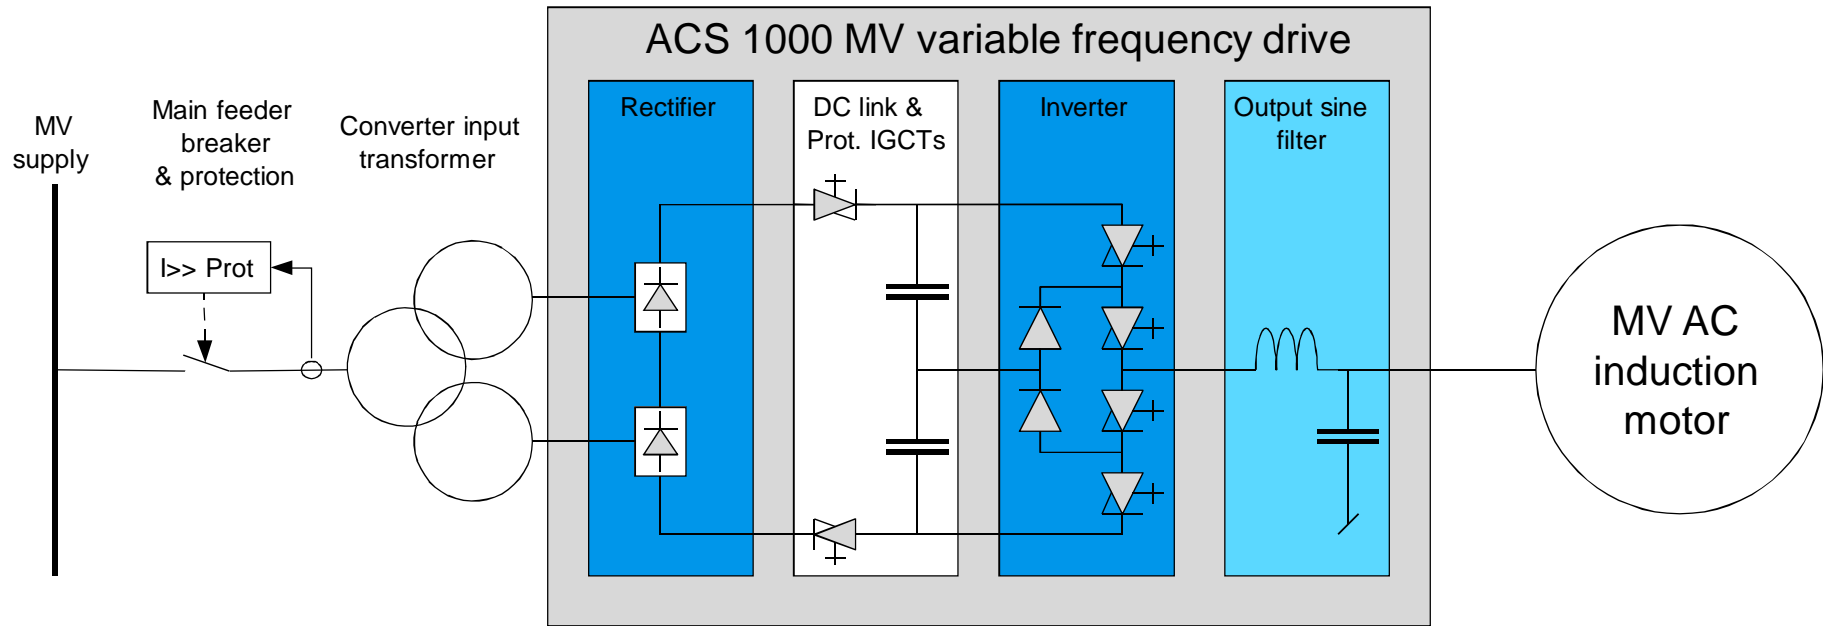 ACS 1000 MV variable frequency drive
MV
supply
Main feeder
breaker
& protection
Converter input
transformer
Rectifier
DC link &
Prot. IGCTs
Inverter
Output sine
filter
I>> Prot
MV AC
induction
motor